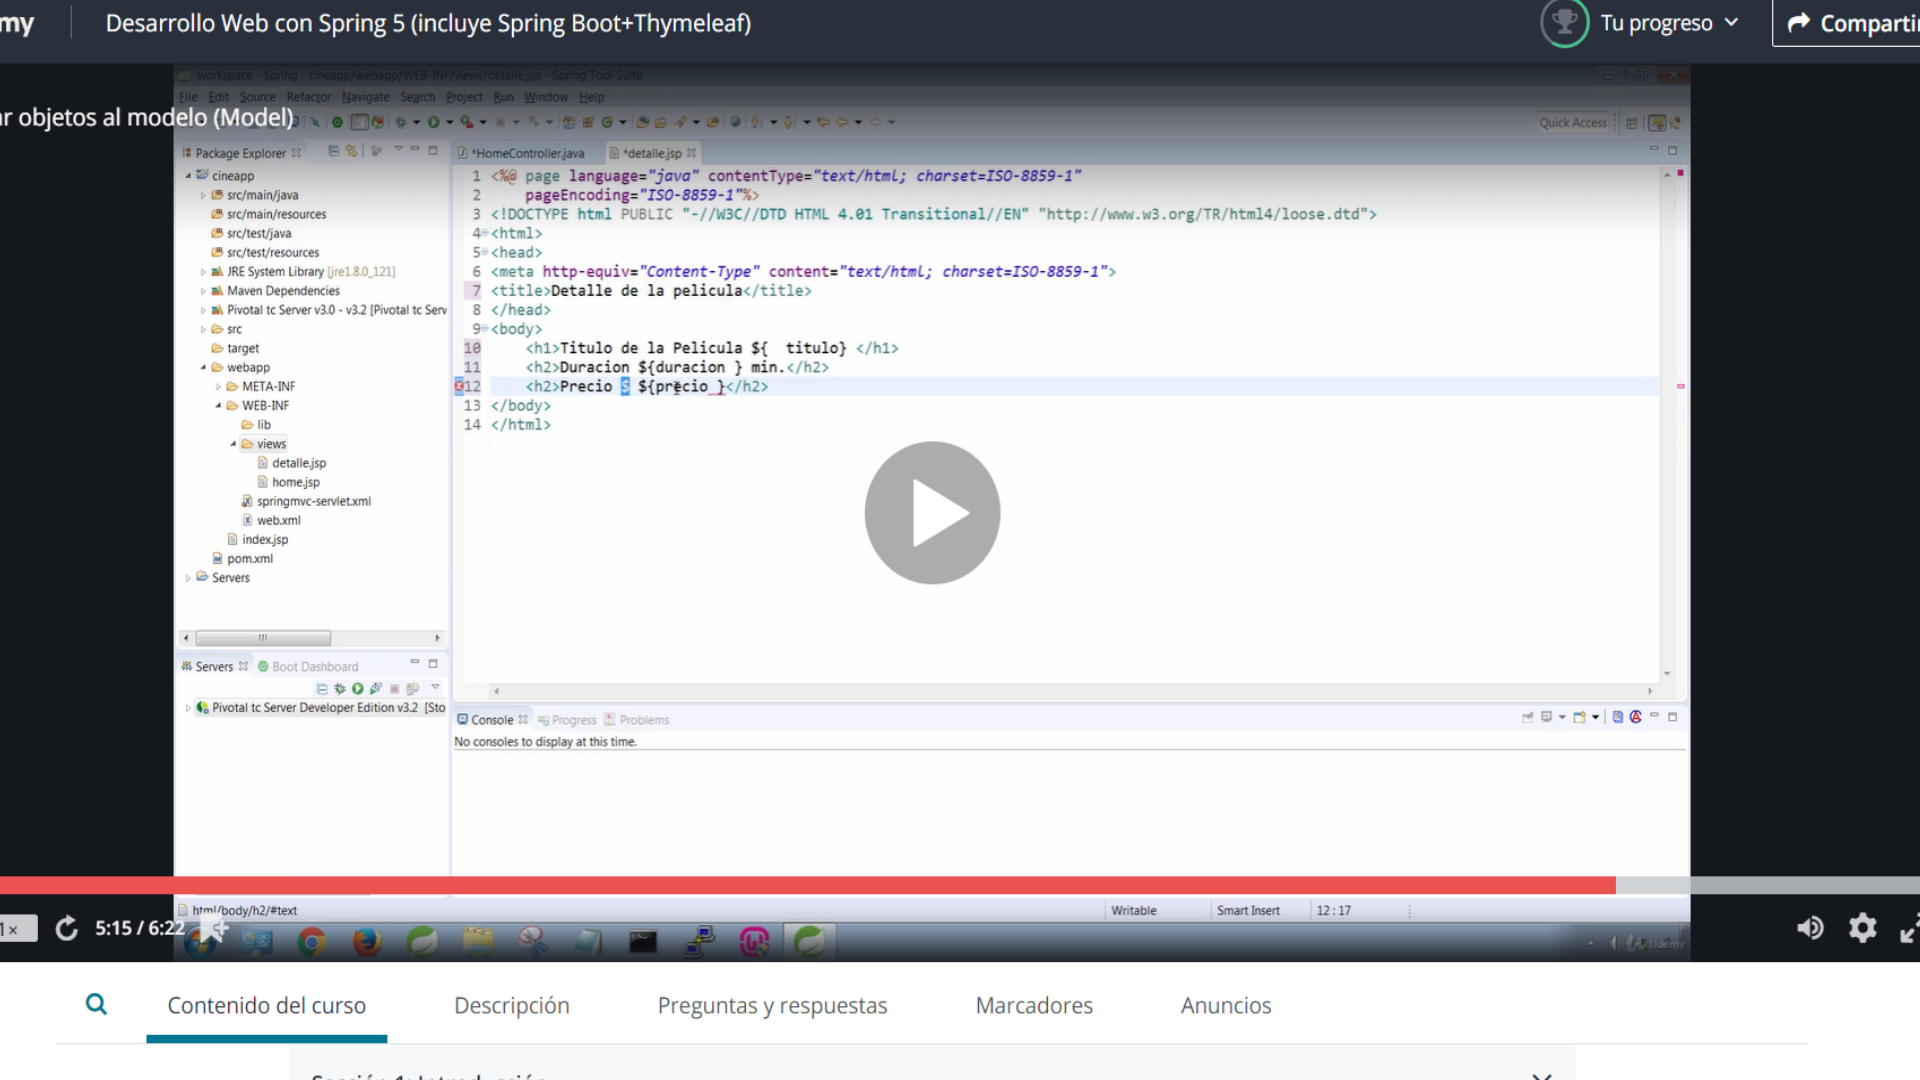 my
Desarrollo Web con Spring 5 (incluye Spring Boot+Thymeleaf)
Tu progreso
Comparti
workspace - Spring - cineapp/webapp/WEB-INF/views/detalle.jsp - Spring Tool Suite
File Edit Source Refactor Navigate Search Project Run Window Help
ar objetos al modelo (Model)
Quick Access
Package Explorer
*HomeController.java
*detalle.jsp
cineapp
src/main/java
src/main/resources
src/test/java
src/test/resources
JRE System Library [jre1.8.0_121]
Maven Dependencies
Pivotal tc Server v3.0 - v3.2 [Pivotal tc Serv
src
target
webapp
META-INF
WEB-INF
lib
views
detalle.jsp
home.jsp
springmvc-servlet.xml
web.xml
index.jsp
pom.xml
Servers
1 <%@ page language="java" contentType="text/html; charset=ISO-8859-1"
2 pageEncoding="ISO-8859-1"%>
3 <!DOCTYPE html PUBLIC "-//W3C//DTD HTML 4.01 Transitional//EN" "http://www.w3.org/TR/html4/loose.dtd">
4 <html>
5 <head>
6 <meta http-equiv="Content-Type" content="text/html; charset=ISO-8859-1">
7 <title>Detalle de la pelicula</title>
8 </head>
9 <body>
10 <h1>Titulo de la Pelicula ${  titulo} </h1>
11 <h2>Duracion ${duracion } min.</h2>
12 <h2>Precio $ ${precio }</h2>
13 </body>
14 </html>
Servers
Boot Dashboard
Pivotal tc Server Developer Edition v3.2 [Sto
Console
Progress
Problems
No consoles to display at this time.
html/body/h2/#text
Writable
Smart Insert
12 : 17
1x
5:15 / 6:22
Udemy
Contenido del curso
Descripción
Preguntas y respuestas
Marcadores
Anuncios
Sección 1: Introducción